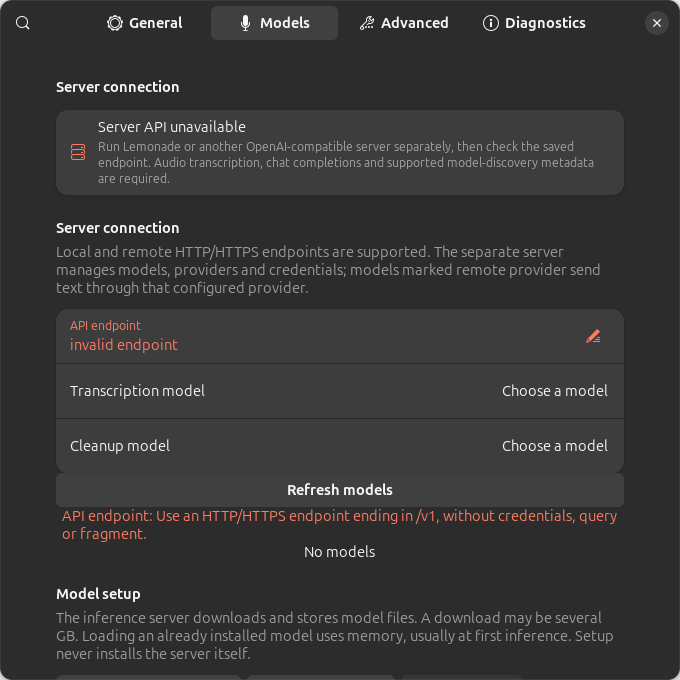 General
Models
Advanced
Diagnostics
Server connection
Server API unavailable
Run Lemonade or another OpenAI-compatible server separately, then check the saved
endpoint. Audio transcription, chat completions and supported model-discovery metadata
are required.
Server connection
Local and remote HTTP/HTTPS endpoints are supported. The separate server
manages models, providers and credentials; models marked remote provider send
text through that configured provider.
API endpoint
invalid endpoint
Transcription model
Choose a model
Cleanup model
Choose a model
Refresh models
API endpoint: Use an HTTP/HTTPS endpoint ending in /v1, without credentials, query
or fragment.
No models
Model setup
The inference server downloads and stores model files. A download may be several
GB. Loading an already installed model uses memory, usually at first inference. Setup
never installs the server itself.